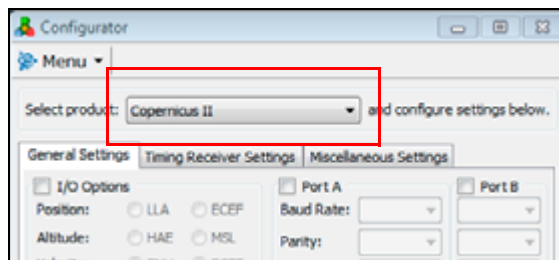 Configurator
Menu
Select product: Copernicus II and configure settings below.
General Settings Timing Receiver Settings Miscellaneous Settings
I/O Options Port A Port B
Position: LLA ECEF Baud Rate:
Altitude: HAE MSL Parity: